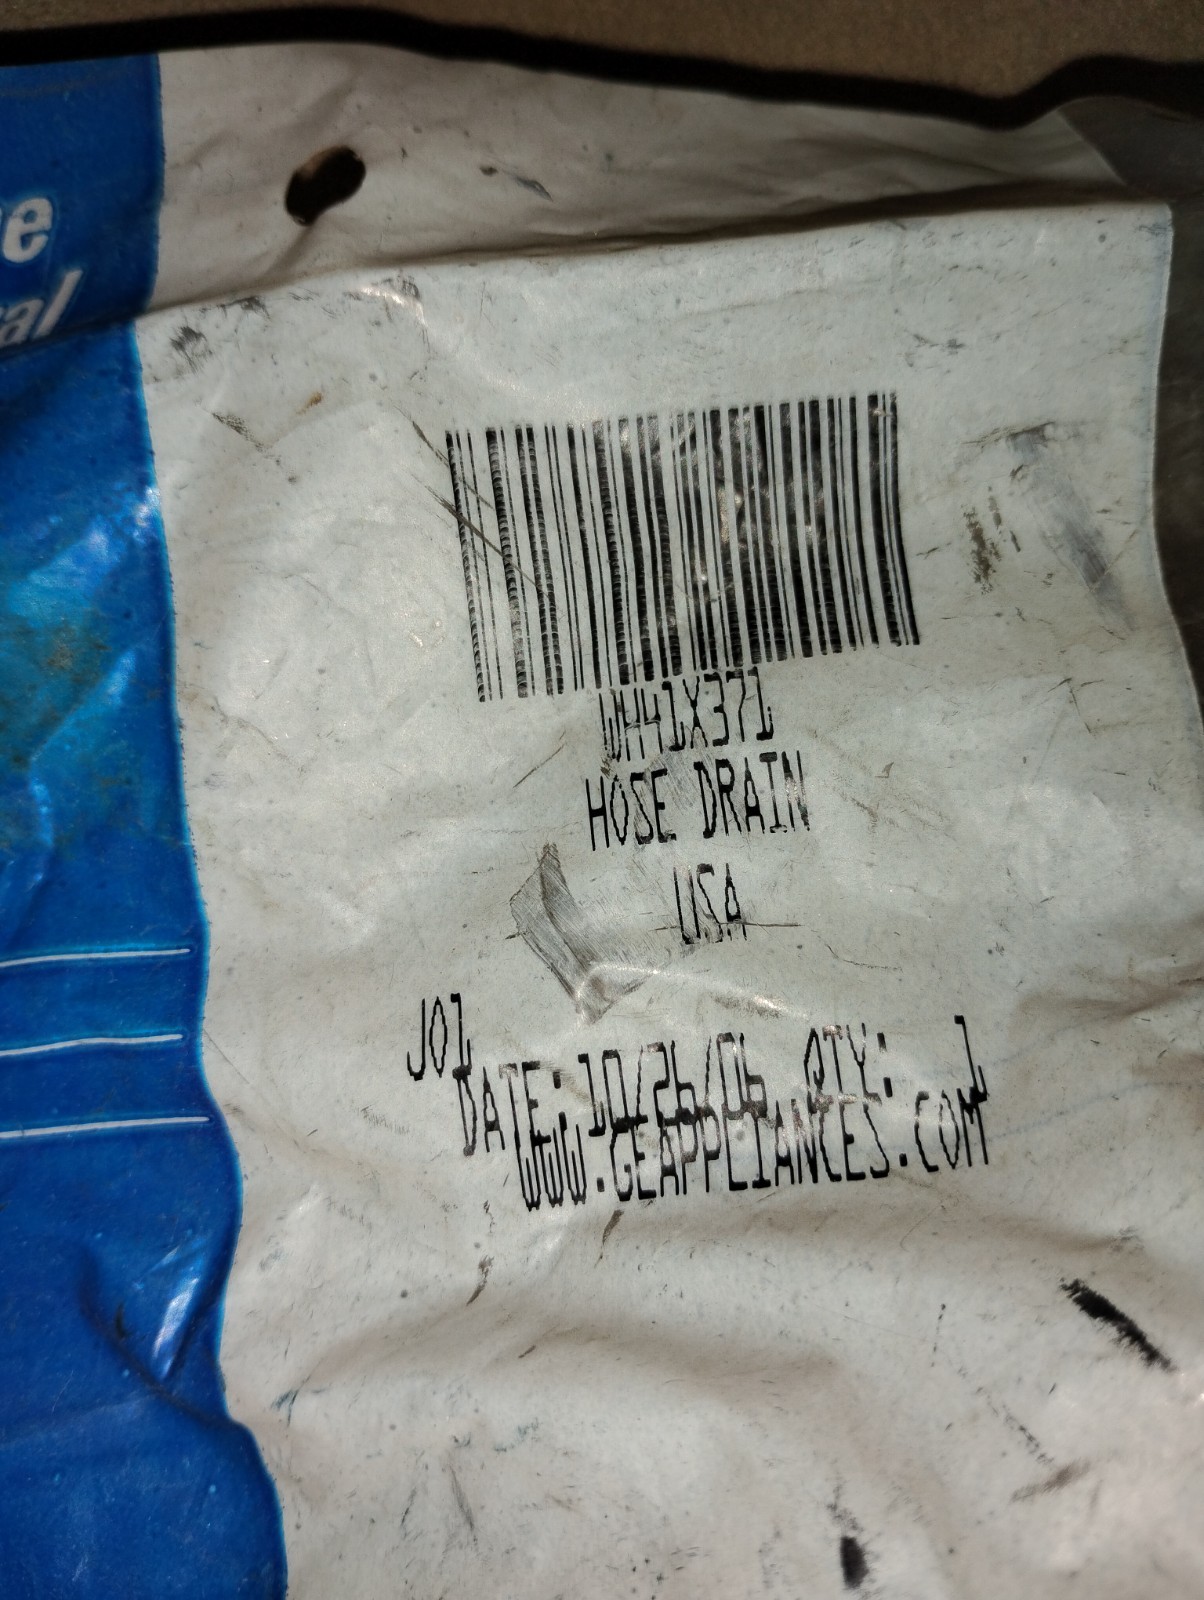 WH41X371
HOSE DRAIN
USA
J01
DATE: 10/26/06 QTY: 1
WWW.GEAPPLIANCES.COM